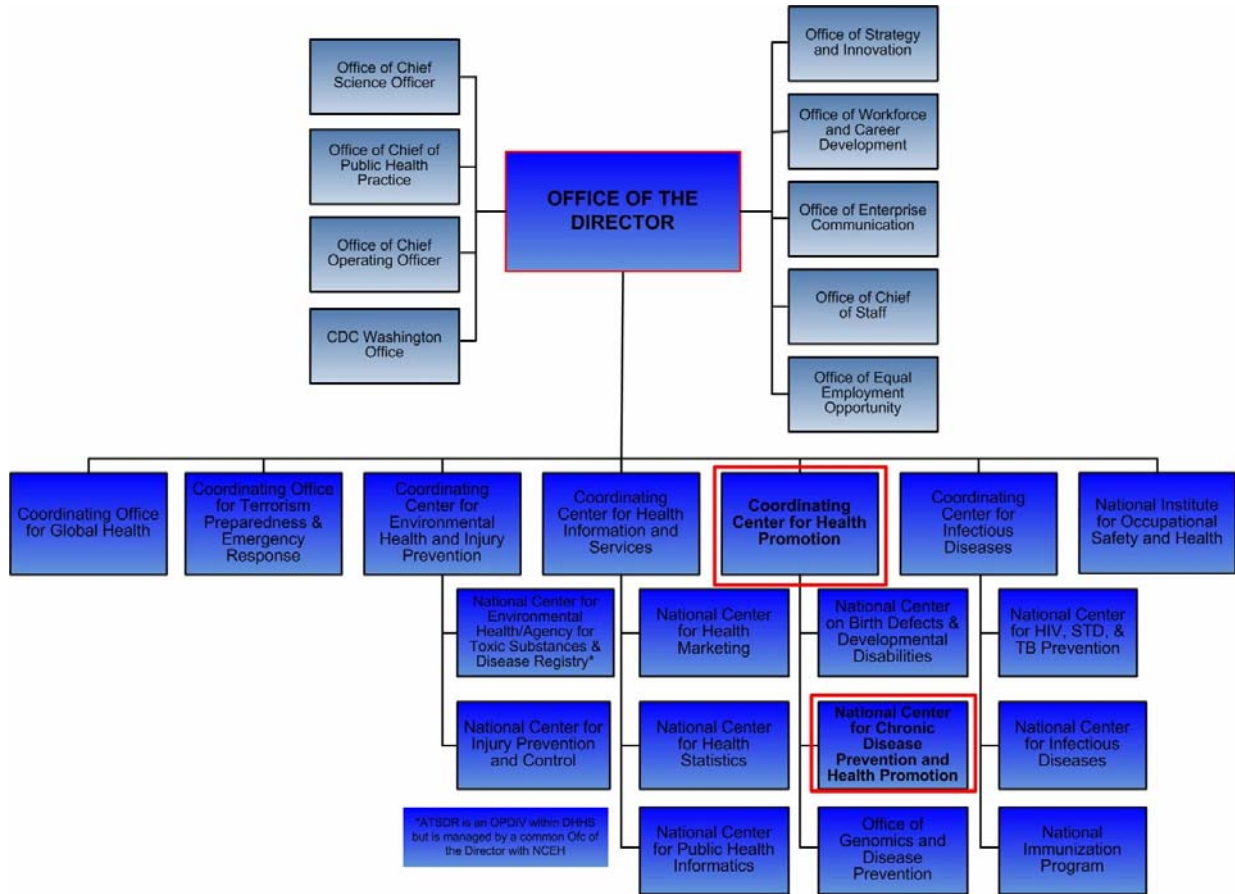 Office of Chief
Science Officer
Office of Chief of
Public Health
Practice
Office of Chief
Operating Officer
CDC Washington
Office
OFFICE OF THE
DIRECTOR
Office of Strategy
and Innovation
Office of Workforce
and Career
Development
Office of Enterprise
Communication
Office of Chief
of Staff
Office of Equal
Employment
Opportunity
Coordinating Office
for Global Health
Coordinating Office
for Terrorism
Preparedness &
Emergency
Response
Coordinating
Center for
Environmental
Health and Injury
Prevention
Coordinating
Center for Health
Information and
Services
Coordinating
Center for Health
Promotion
Coordinating
Center for
Infectious
Diseases
National Institute
for Occupational
Safety and Health
National Center for
Environmental
Health/Agency for
Toxic Substances &
Disease Registry*
National Center
for Health
Marketing
National Center
on Birth Defects &
Developmental
Disabilities
National Center
for HIV, STD, &
TB Prevention
National Center for
Injury Prevention
and Control
National Center
for Health
Statistics
National Center
for Chronic
Disease
Prevention and
Health Promotion
National Center
for Infectious
Diseases
*ATSDR is an OPDIV within DHHS
but is managed by a common Ofc of
the Director with NCEH
National Center
for Public Health
Informatics
Office of
Genomics and
Disease
Prevention
National
Immunization
Program